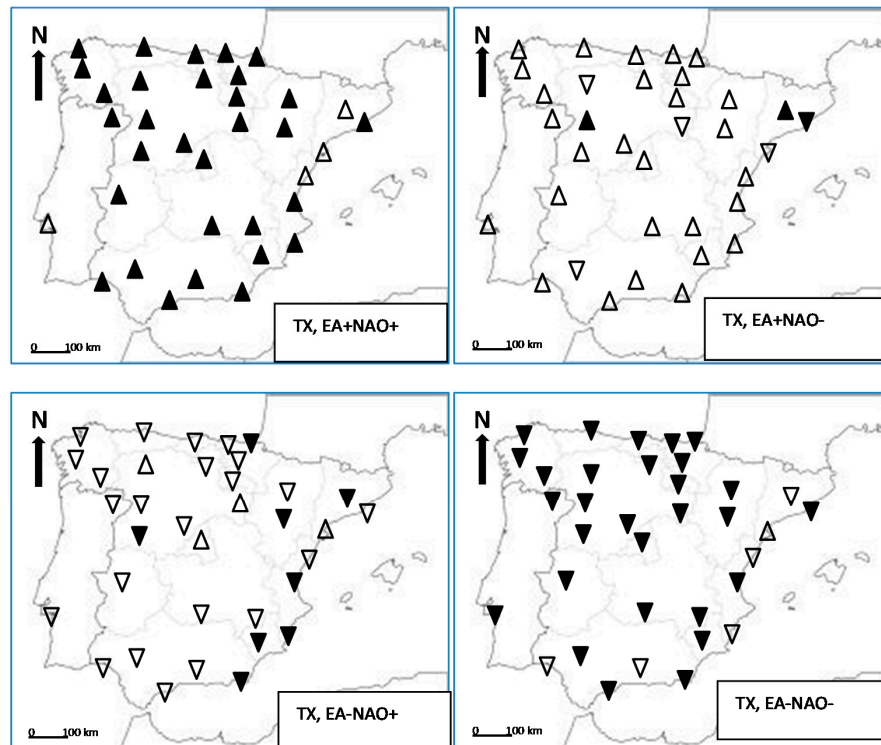 N
TX, EA+NAO+
0 100 km
N
TX, EA+NAO-
0 100 km
N
TX, EA-NAO+
0 100 km
N
TX, EA-NAO-
0 100 km